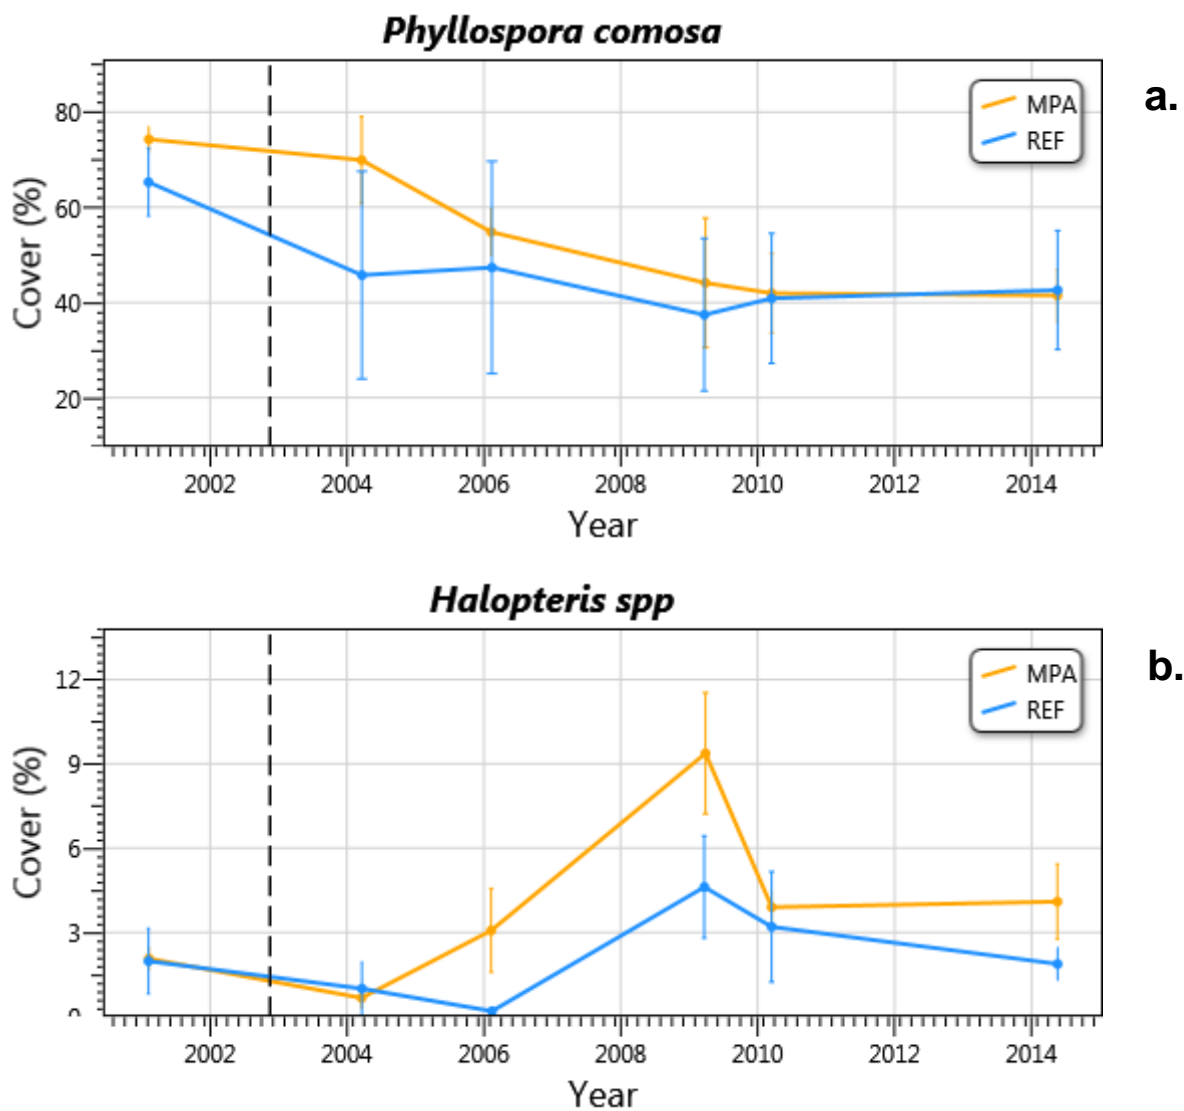 Phyllospora comosa
a.
MPA
REF
Cover (%)
80
60
40
20
2002 2004 2006 2008 2010 2012 2014
Year
Halopteris spp
b.
MPA
REF
Cover (%)
12
9
6
3
0
2002 2004 2006 2008 2010 2012 2014
Year